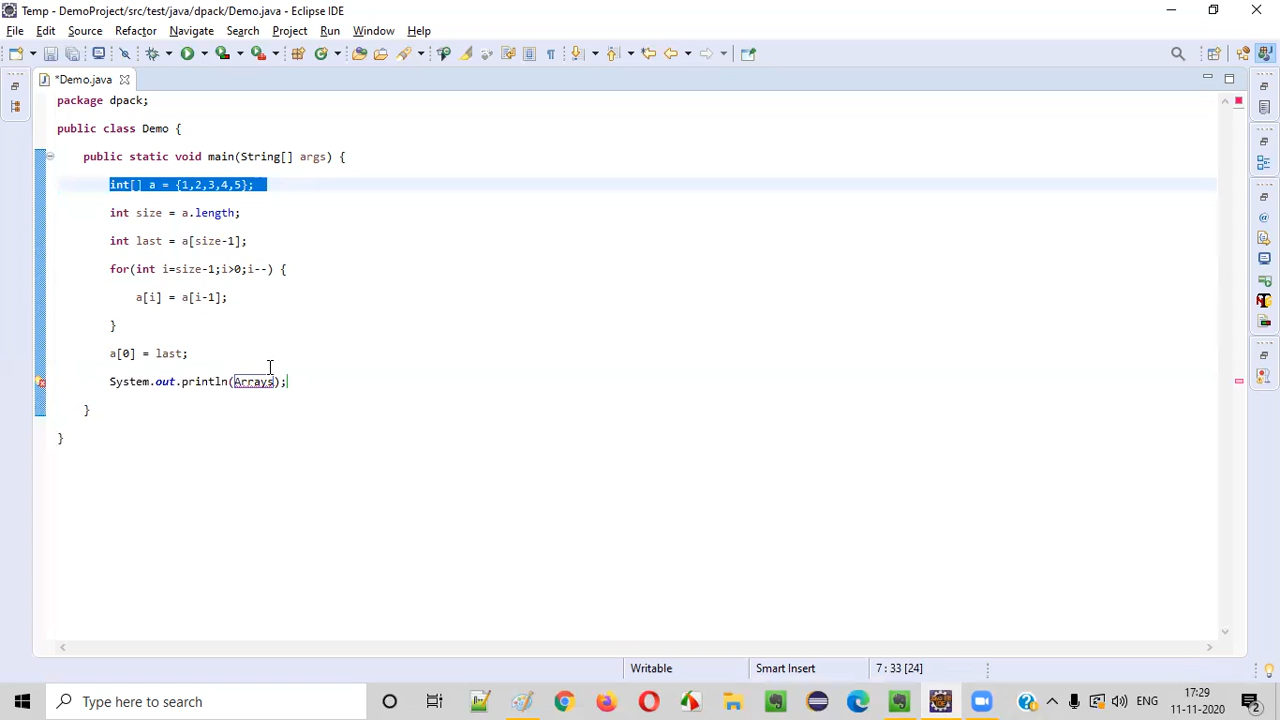 Temp - DemoProject/src/test/java/dpack/Demo.java - Eclipse IDE
File Edit Source Refactor Navigate Search Project Run Window Help
*Demo.java
package dpack;
public class Demo {
public static void main(String[] args) {
int[] a = {1,2,3,4,5};
int size = a.length;
int last = a[size-1];
for(int i=size-1;i>0;i--) {
a[i] = a[i-1];
}
a[0] = last;
System.out.println(Arrays);
}
}
Writable Smart Insert 7 : 33 [24]
Type here to search
ENG
17:29
11-11-2020
2